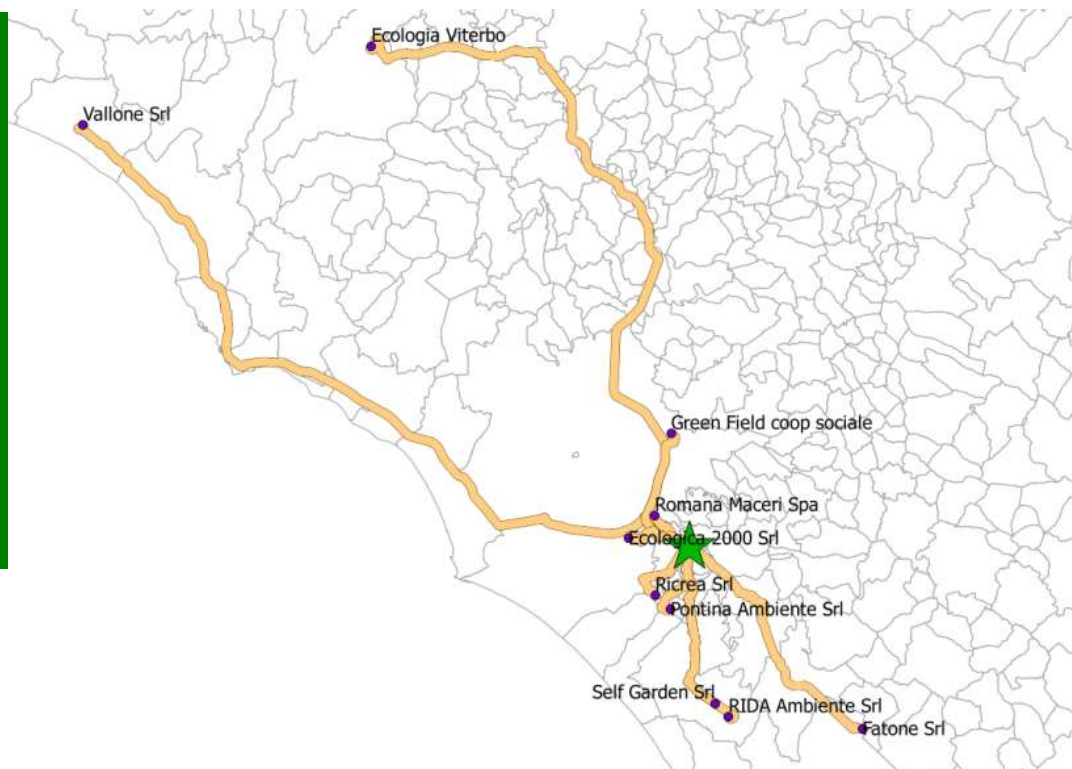 Ecologia Viterbo
Vallone Srl
Green Field coop sociale
Romana Maceri Spa
Ecologica 2000 Srl
Ricrea Srl
Pontina Ambiente Srl
Self Garden Srl
RIDA Ambiente Srl
Fatone Srl